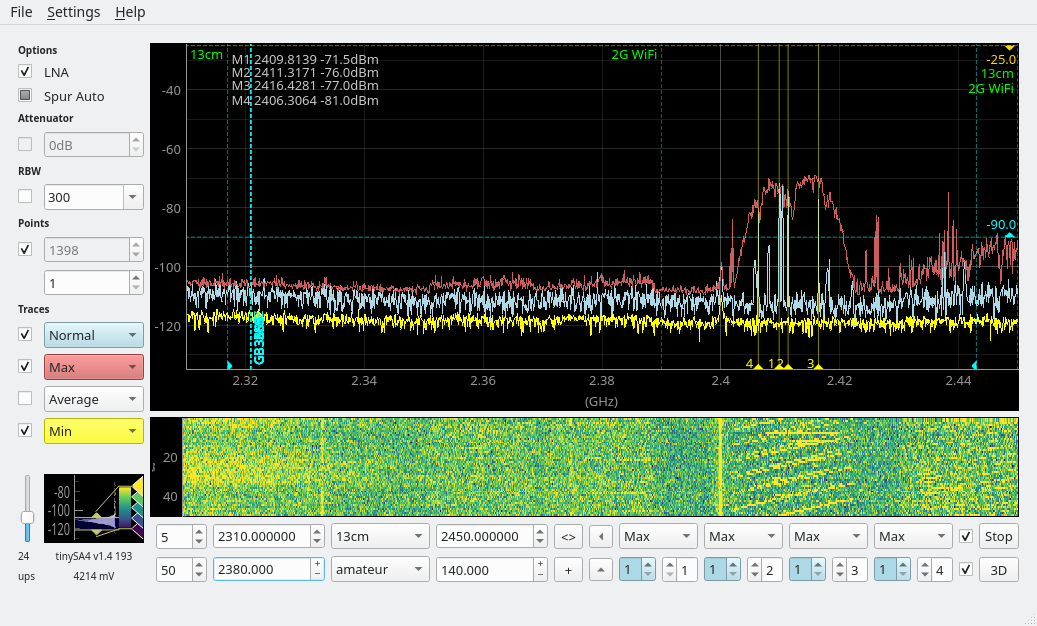 File Settings Help
Options
LNA
Spur Auto
Attenuator
0dB
RBW
300
Points
1398
1
Traces
Normal
Max
Average
Min
-80
-100
-120
24
ups
tinySA4 v1.4 193
4214 mV
13cm
M1 2409.8139 -71.5dBm
M2 2411.3171 -76.0dBm
M3 2416.4281 -77.0dBm
M4 2406.3064 -81.0dBm
2G WiFi
-25.0
13cm
2G WiFi
-90.0
-40
-60
-80
-100
-120
4 1 2 3
2.32 2.34 2.36 2.38 2.4 2.42 2.44
(GHz)
20
40
5 2310.000000 13cm 2450.000000 <> Max Max Max Max Stop
50 2380.000 amateur 140.000 + 1 1 1 2 1 3 1 4 3D